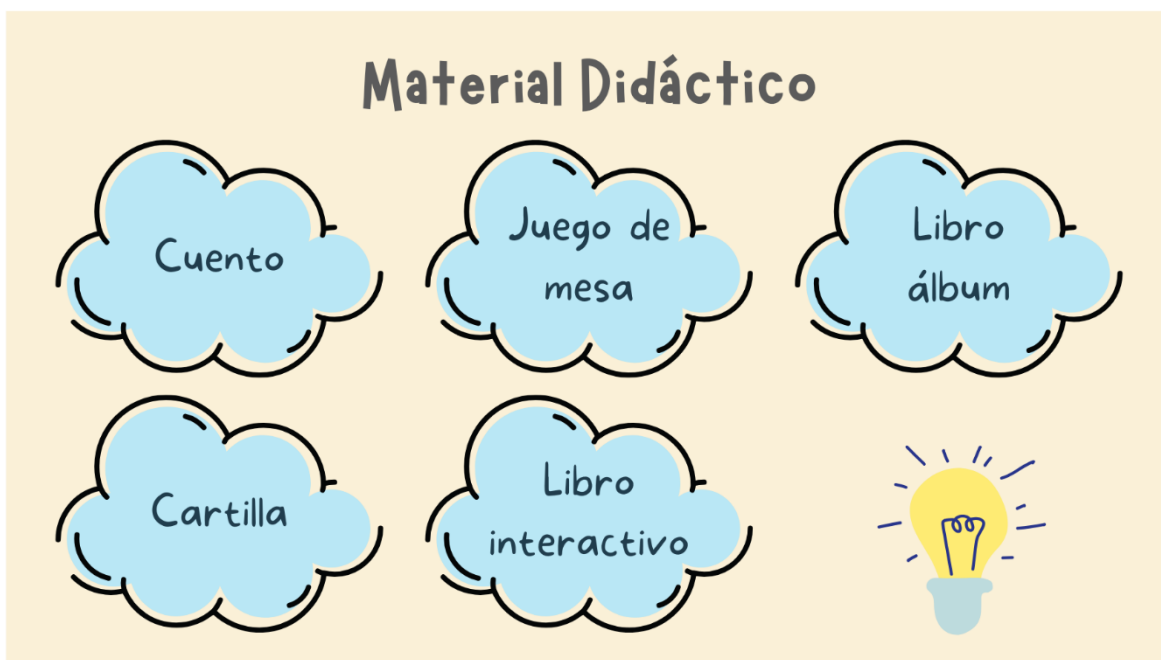 Material Didáctico
Cuento
Juego de
mesa
Libro
álbum
Cartilla
Libro
interactivo